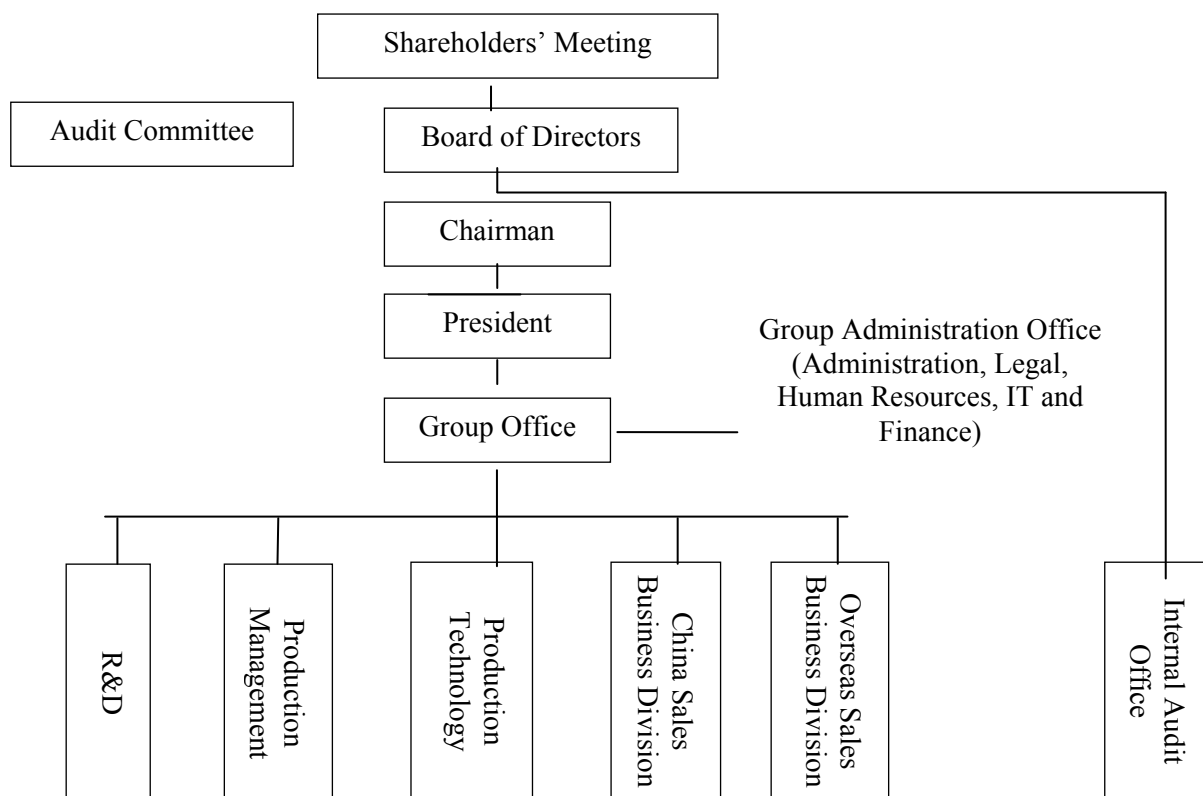 Shareholders’ Meeting
Audit Committee
Board of Directors
Chairman
President
Group Administration Office
(Administration, Legal,
Human Resources, IT and
Finance)
Group Office
R&D
Production
Management
Production
Technology
China Sales
Business Division
Overseas Sales
Business Division
Internal Audit
Office